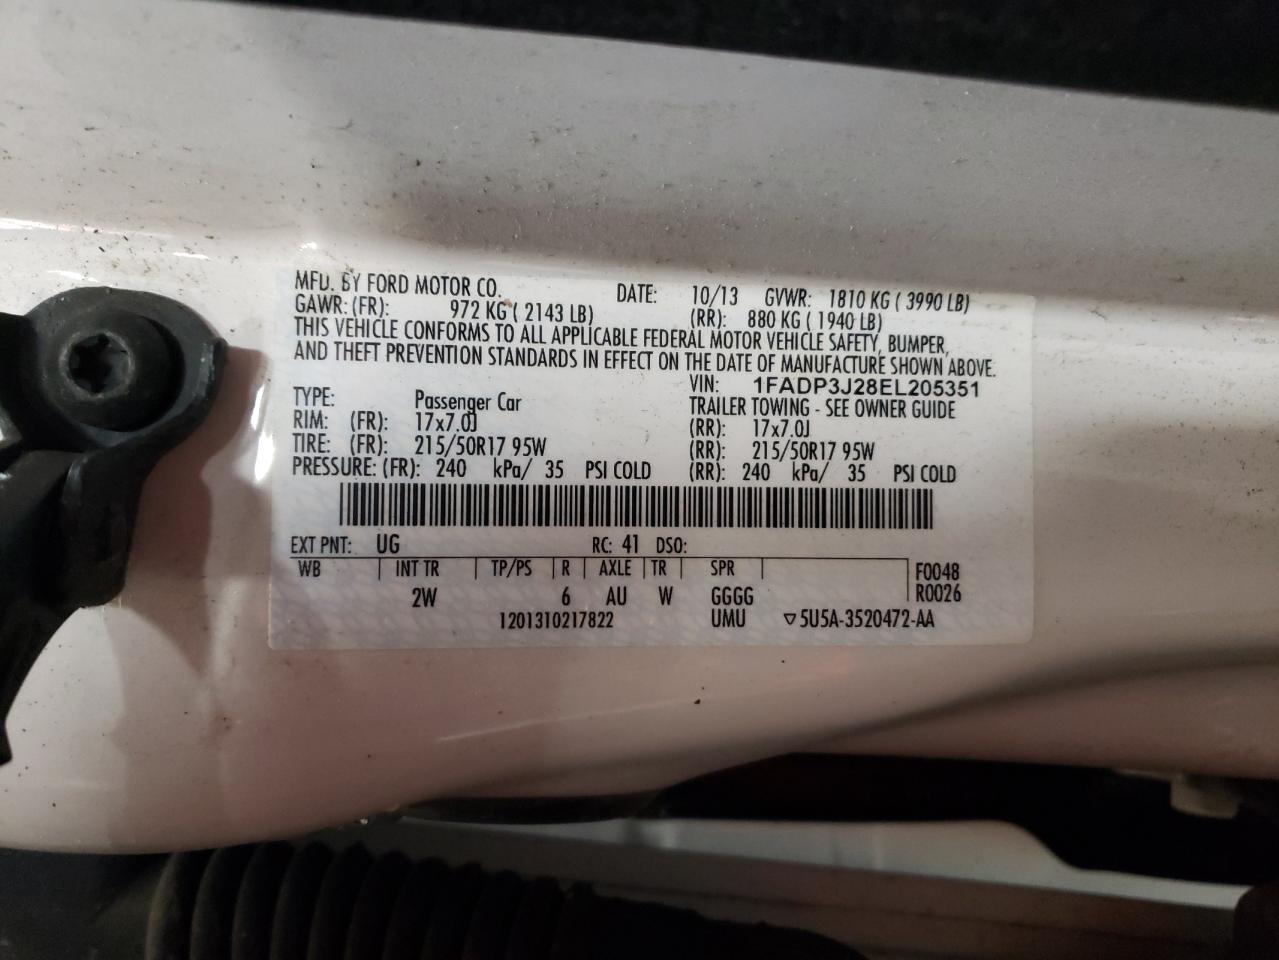 MFD. BY FORD MOTOR CO. DATE: 10/13 GVWR: 1810 KG ( 3990 LB)
GAWR: (FR): 972 KG ( 2143 LB) (RR): 880 KG ( 1940 LB)
THIS VEHICLE CONFORMS TO ALL APPLICABLE FEDERAL MOTOR VEHICLE SAFETY, BUMPER,
AND THEFT PREVENTION STANDARDS IN EFFECT ON THE DATE OF MANUFACTURE SHOWN ABOVE.
VIN: 1FADP3J28EL205351
TYPE: Passenger Car TRAILER TOWING - SEE OWNER GUIDE
RIM: (FR): 17x7.0J (RR): 17x7.0J
TIRE: (FR): 215/50R17 95W (RR): 215/50R17 95W
PRESSURE: (FR): 240 kPa/ 35 PSI COLD (RR): 240 kPa/ 35 PSI COLD
EXT PNT: UG RC: 41 DSO:
WB INT TR TP/PS R AXLE TR SPR F0048
2W 6 AU W GGGG R0026
1201310217822 UMU ▽5U5A-3520472-AA